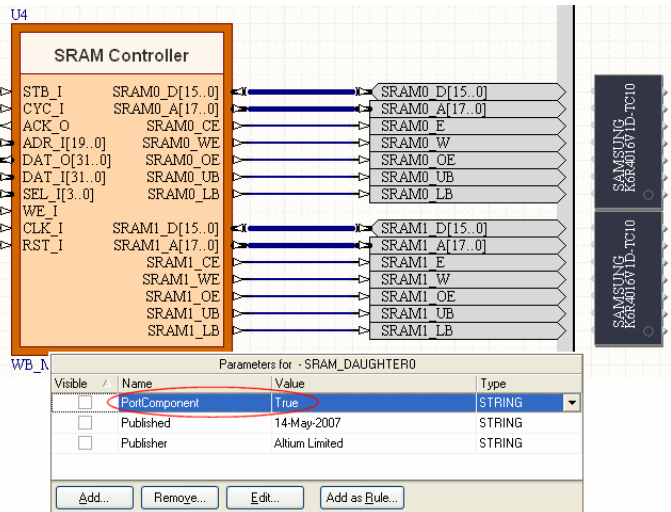 U4
SRAM Controller
STB_I SRAM0_D[15..0] SRAM0_D[15..0]
CYC_I SRAM0_A[17..0] SRAM0_A[17..0]
ACK_O SRAM0_CE SRAM0_E
ADR_I[19..0] SRAM0_WE SRAM0_W
DAT_O[31..0] SRAM0_OE SRAM0_OE
DAT_I[31..0] SRAM0_UB SRAM0_UB
SEL_I[3..0] SRAM0_LB SRAM0_LB
WE_I
CLK_I SRAM1_D[15..0] SRAM1_D[15..0]
RST_I SRAM1_A[17..0] SRAM1_A[17..0]
SRAM1_CE SRAM1_E
SRAM1_WE SRAM1_W
SRAM1_OE SRAM1_OE
SRAM1_UB SRAM1_UB
SRAM1_LB SRAM1_LB
SAMSUNG
K6R4016V1D-TC10
SAMSUNG
K6R4016V1D-TC10
Parameters for - SRAM_DAUGHTER0
Visible Name Value Type
PortComponent True STRING
Published 14-May-2007 STRING
Publisher Altium Limited STRING
Add... Remove... Edit... Add as Rule...